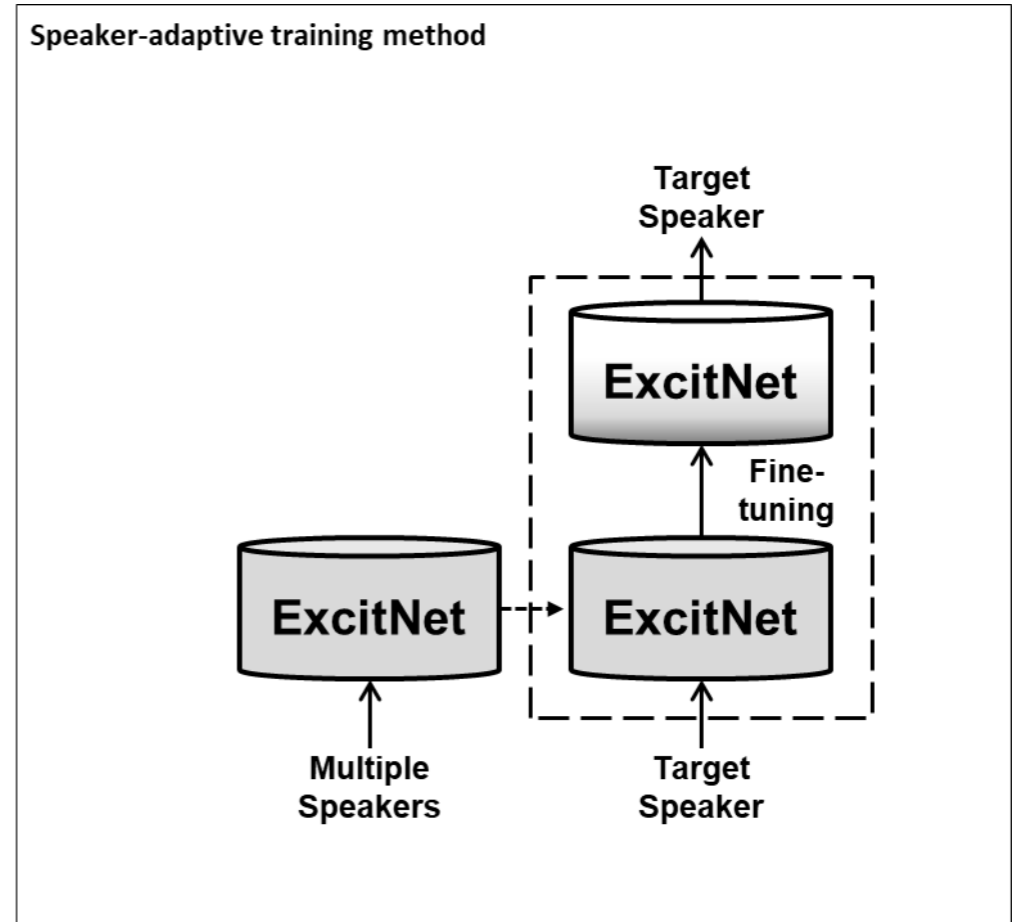 Speaker-adaptive training method
Target
Speaker
ExcitNet
Fine-
tuning
ExcitNet
ExcitNet
Multiple
Speakers
Target
Speaker